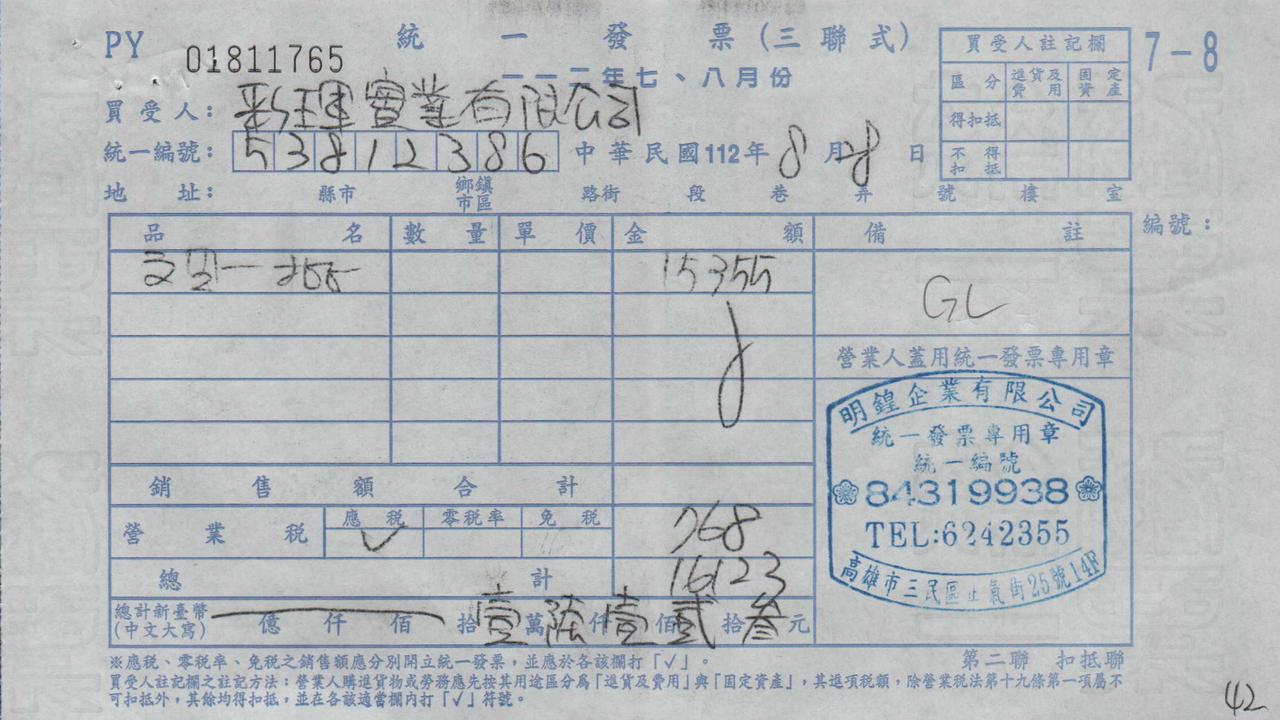 PY 01811765 統一發票(三聯式)
一一二年七、八月份
7-8
買受人註記欄
區分 進貨及費用 固定資產
得扣抵
不得扣抵
買受人: 實業有限公司
統一編號: 53812386 中華民國112年8月28日
地址: 縣市 鄉鎮市區 路街 段 巷 弄 號 樓 室
品名 數量 單價 金額 備註 編號:
15355 GL
營業人蓋用統一發票專用章
明鍠企業有限公司
統一發票專用章
統一編號
84319938
TEL:6242355
高雄市三民區 街25號14F
銷售額合計
營業稅 應稅 ✓ 零稅率 免稅 768
總計 16123
總計新臺幣(中文大寫) 億 仟 佰 拾 壹 萬 陸 仟 壹 佰 貳 拾 叁 元
※應稅、零稅率、免稅之銷售額應分別開立統一發票,並應於各該欄打「✓」。
第二聯 扣抵聯
買受人註記欄之註記方法:營業人購進貨物或勞務應先按其用途區分為「進貨及費用」與「固定資產」,其進項稅額,除營業稅法第十九條第一項屬不
可扣抵外,其餘均得扣抵,並在各該適當欄內打「✓」符號。
42